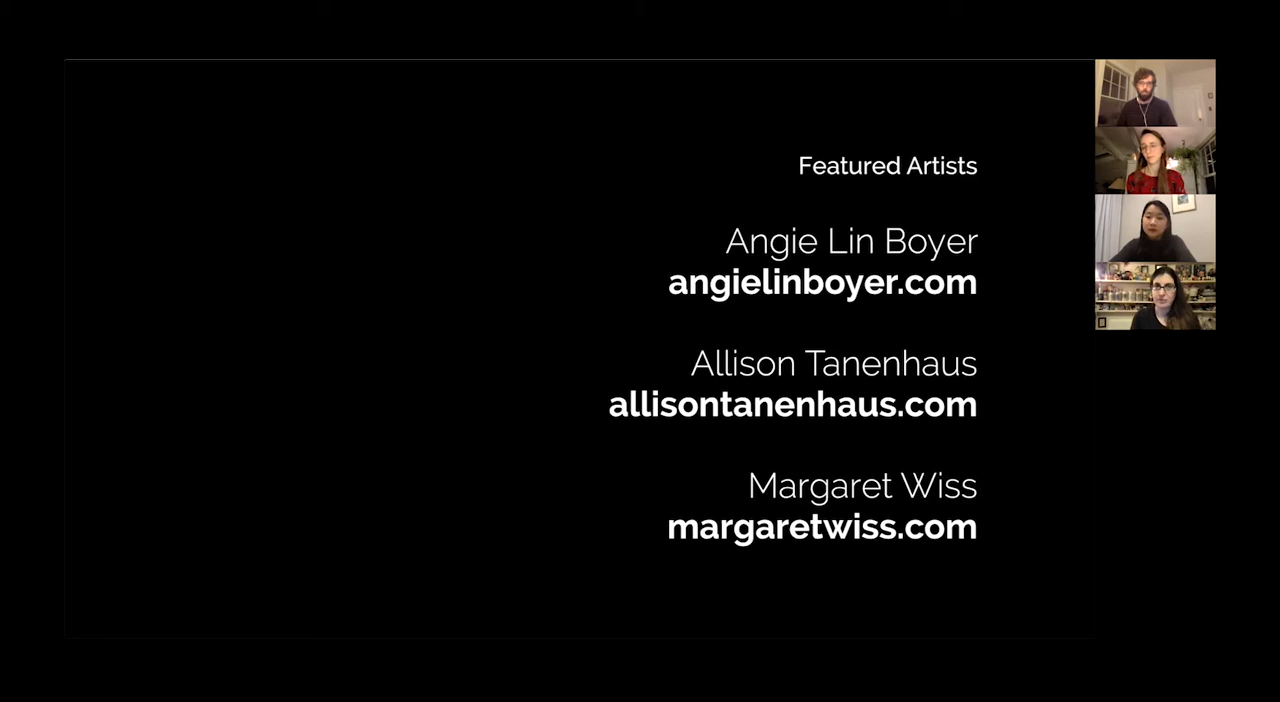 Featured Artists
Angie Lin Boyer
angielinboyer.com
Allison Tanenhaus
allisontanenhaus.com
Margaret Wiss
margaretwiss.com